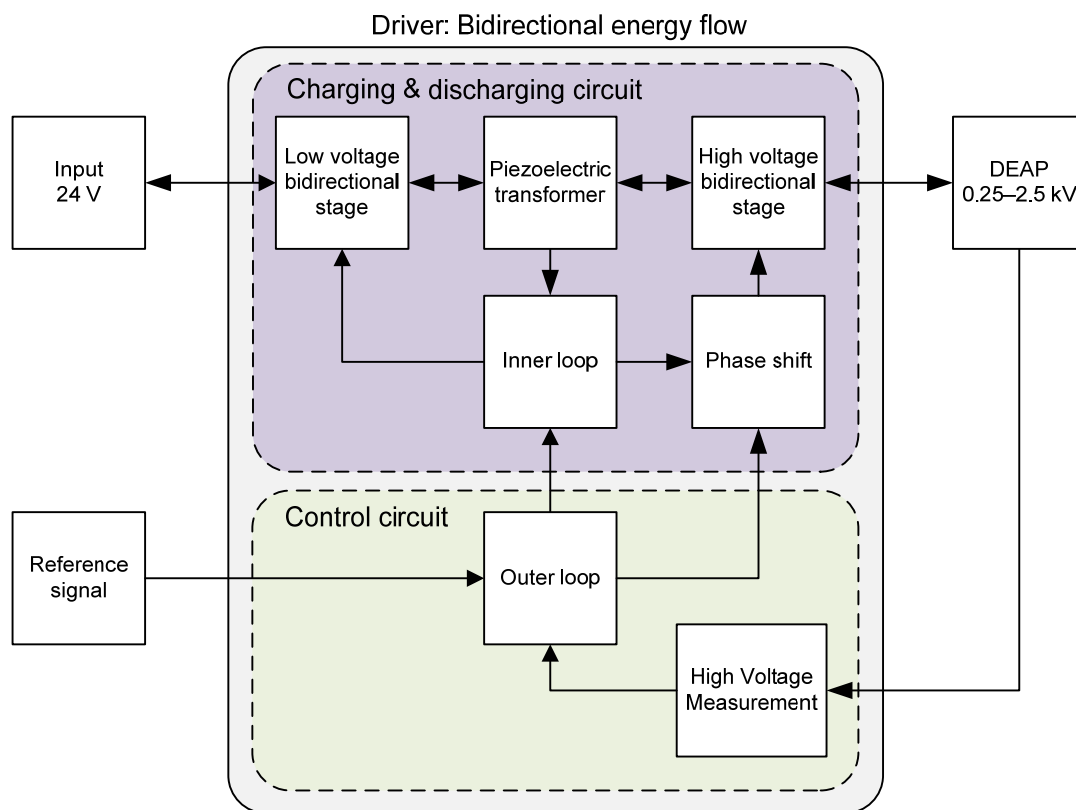 Driver: Bidirectional energy flow
Charging & discharging circuit
Input
24 V
Low voltage
bidirectional
stage
Piezoelectric
transformer
High voltage
bidirectional
stage
DEAP
0.25–2.5 kV
Inner loop
Phase shift
Control circuit
Reference
signal
Outer loop
High Voltage
Measurement